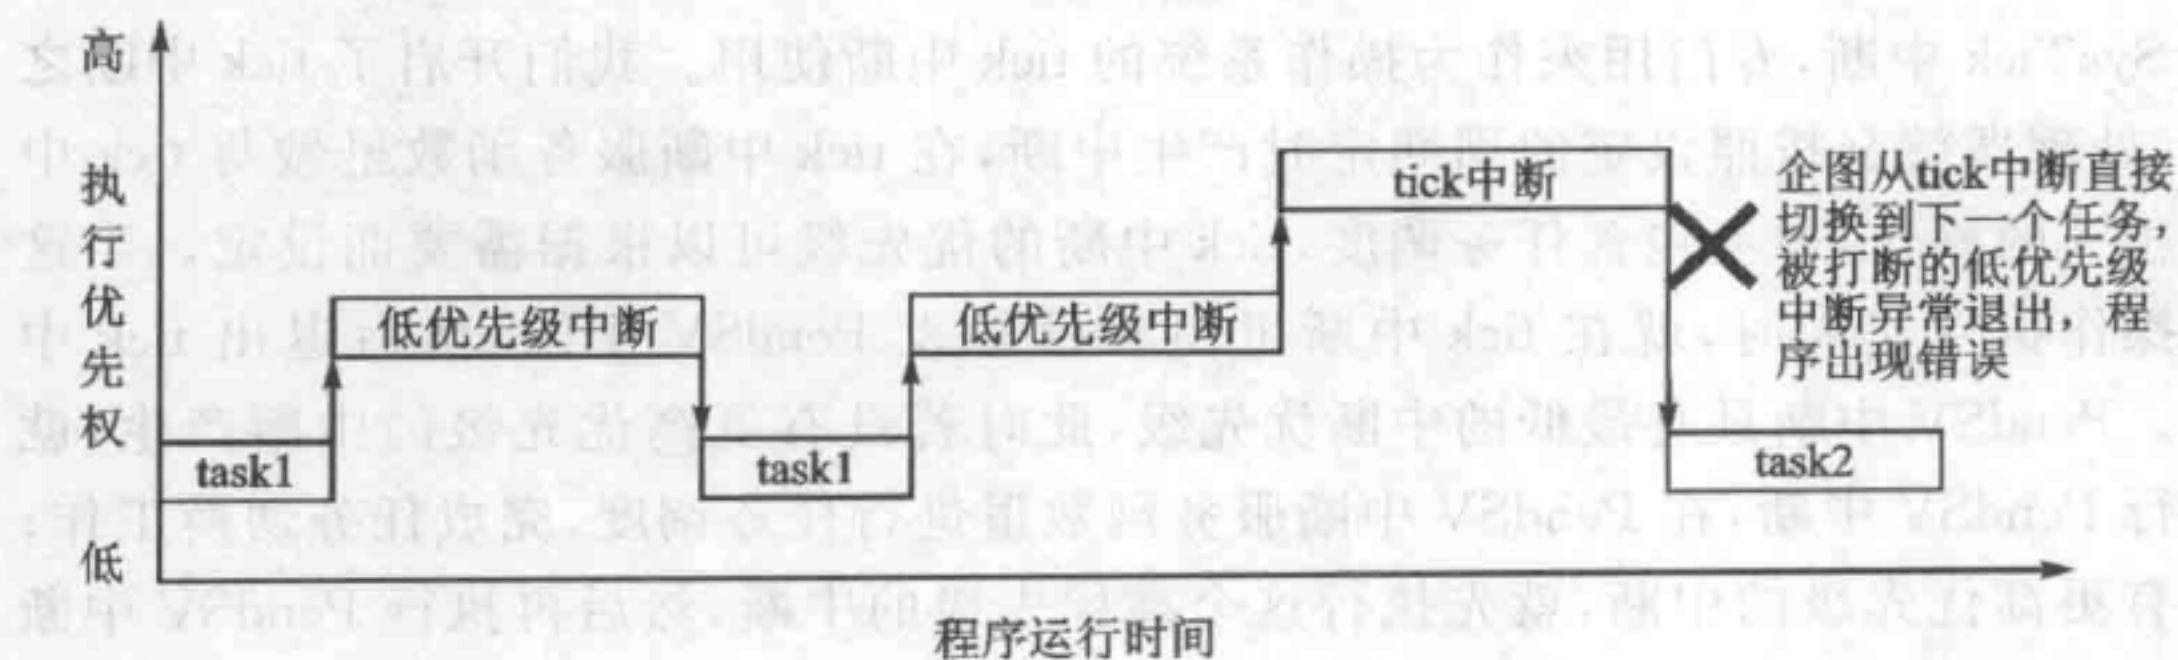 高
执行优先权
低
task1
低优先级中断
task1
低优先级中断
tick中断
企图从tick中断直接
切换到下一个任务，
被打断的低优先级
中断异常退出，程
序出现错误
task2
程序运行时间